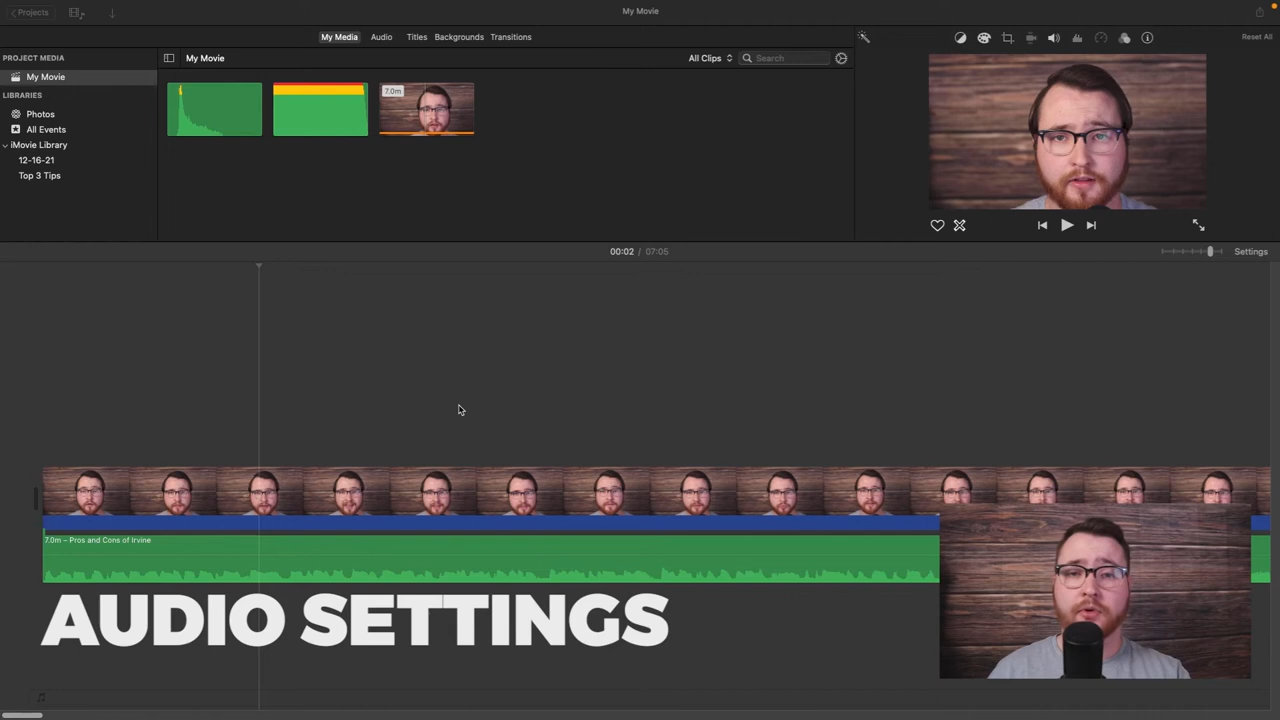 Projects
My Movie
My Media
Audio
Titles
Backgrounds
Transitions
Reset All
PROJECT MEDIA
My Movie
LIBRARIES
Photos
All Events
iMovie Library
12-16-21
Top 3 Tips
My Movie
All Clips
Search
7.0m
00:02 / 07:05
Settings
7.0m – Pros and Cons of Irvine
AUDIO SETTINGS